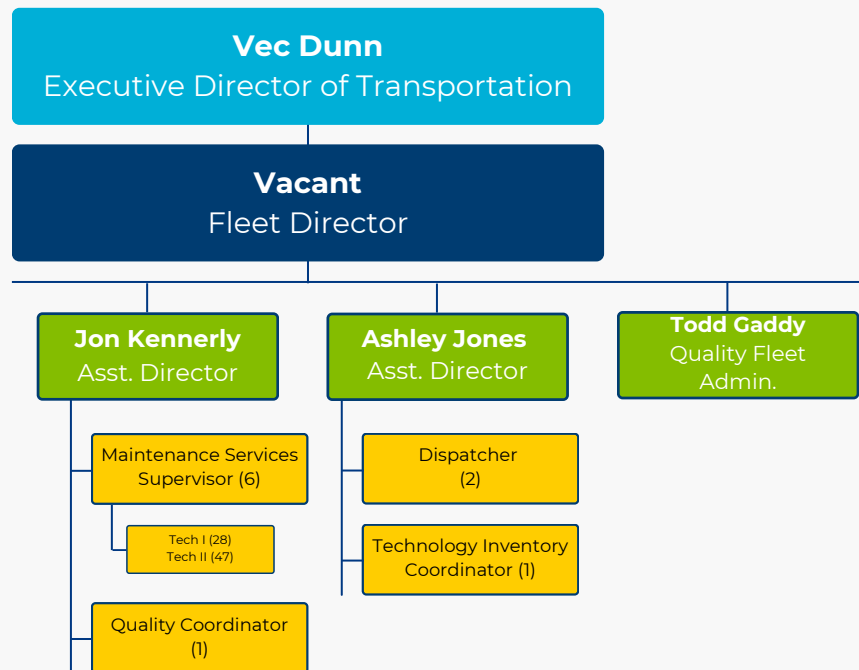 Vec Dunn
Executive Director of Transportation
Vacant
Fleet Director
Jon Kennerly
Asst. Director
Ashley Jones
Asst. Director
Todd Gaddy
Quality Fleet
Admin.
Maintenance Services
Supervisor (6)
Tech I (28)
Tech II (47)
Quality Coordinator
(1)
Dispatcher
(2)
Technology Inventory
Coordinator (1)